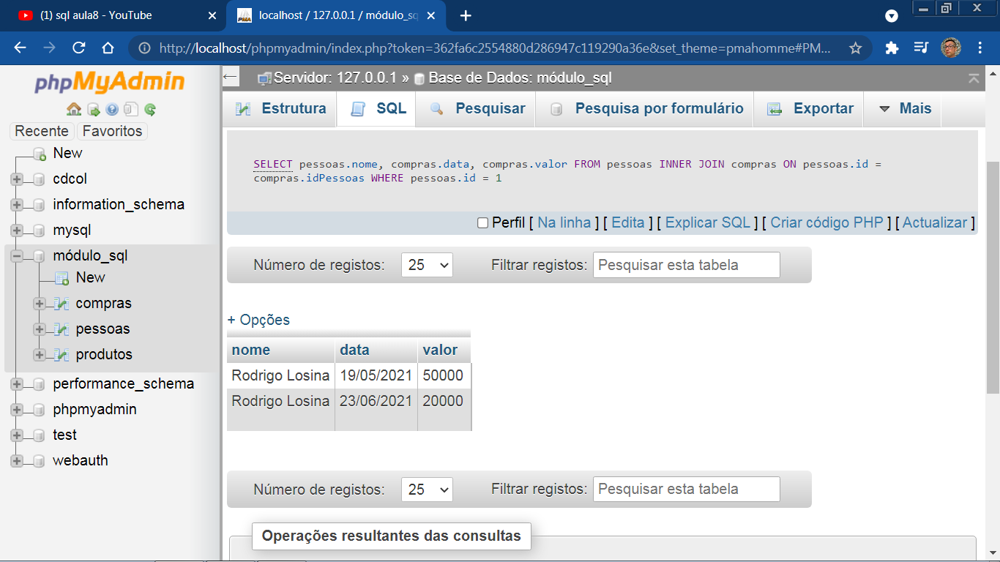 (1) sql aula8 - YouTube
localhost / 127.0.0.1 / módulo_sq
http://localhost/phpmyadmin/index.php?token=362fa6c2554880d286947c119290a36e&set_theme=pmahomme#PM...
phpMyAdmin
Recente Favoritos
New
cdcol
information_schema
mysql
módulo_sql
New
compras
pessoas
produtos
performance_schema
phpmyadmin
test
webauth
Servidor: 127.0.0.1 » Base de Dados: módulo_sql
Estrutura SQL Pesquisar Pesquisa por formulário Exportar Mais
SELECT pessoas.nome, compras.data, compras.valor FROM pessoas INNER JOIN compras ON pessoas.id =
compras.idPessoas WHERE pessoas.id = 1
Perfil [ Na linha ] [ Edita ] [ Explicar SQL ] [ Criar código PHP ] [ Actualizar ]
Número de registos: 25 Filtrar registos: Pesquisar esta tabela
+ Opções
nome data valor
Rodrigo Losina 19/05/2021 50000
Rodrigo Losina 23/06/2021 20000
Número de registos: 25 Filtrar registos: Pesquisar esta tabela
Operações resultantes das consultas